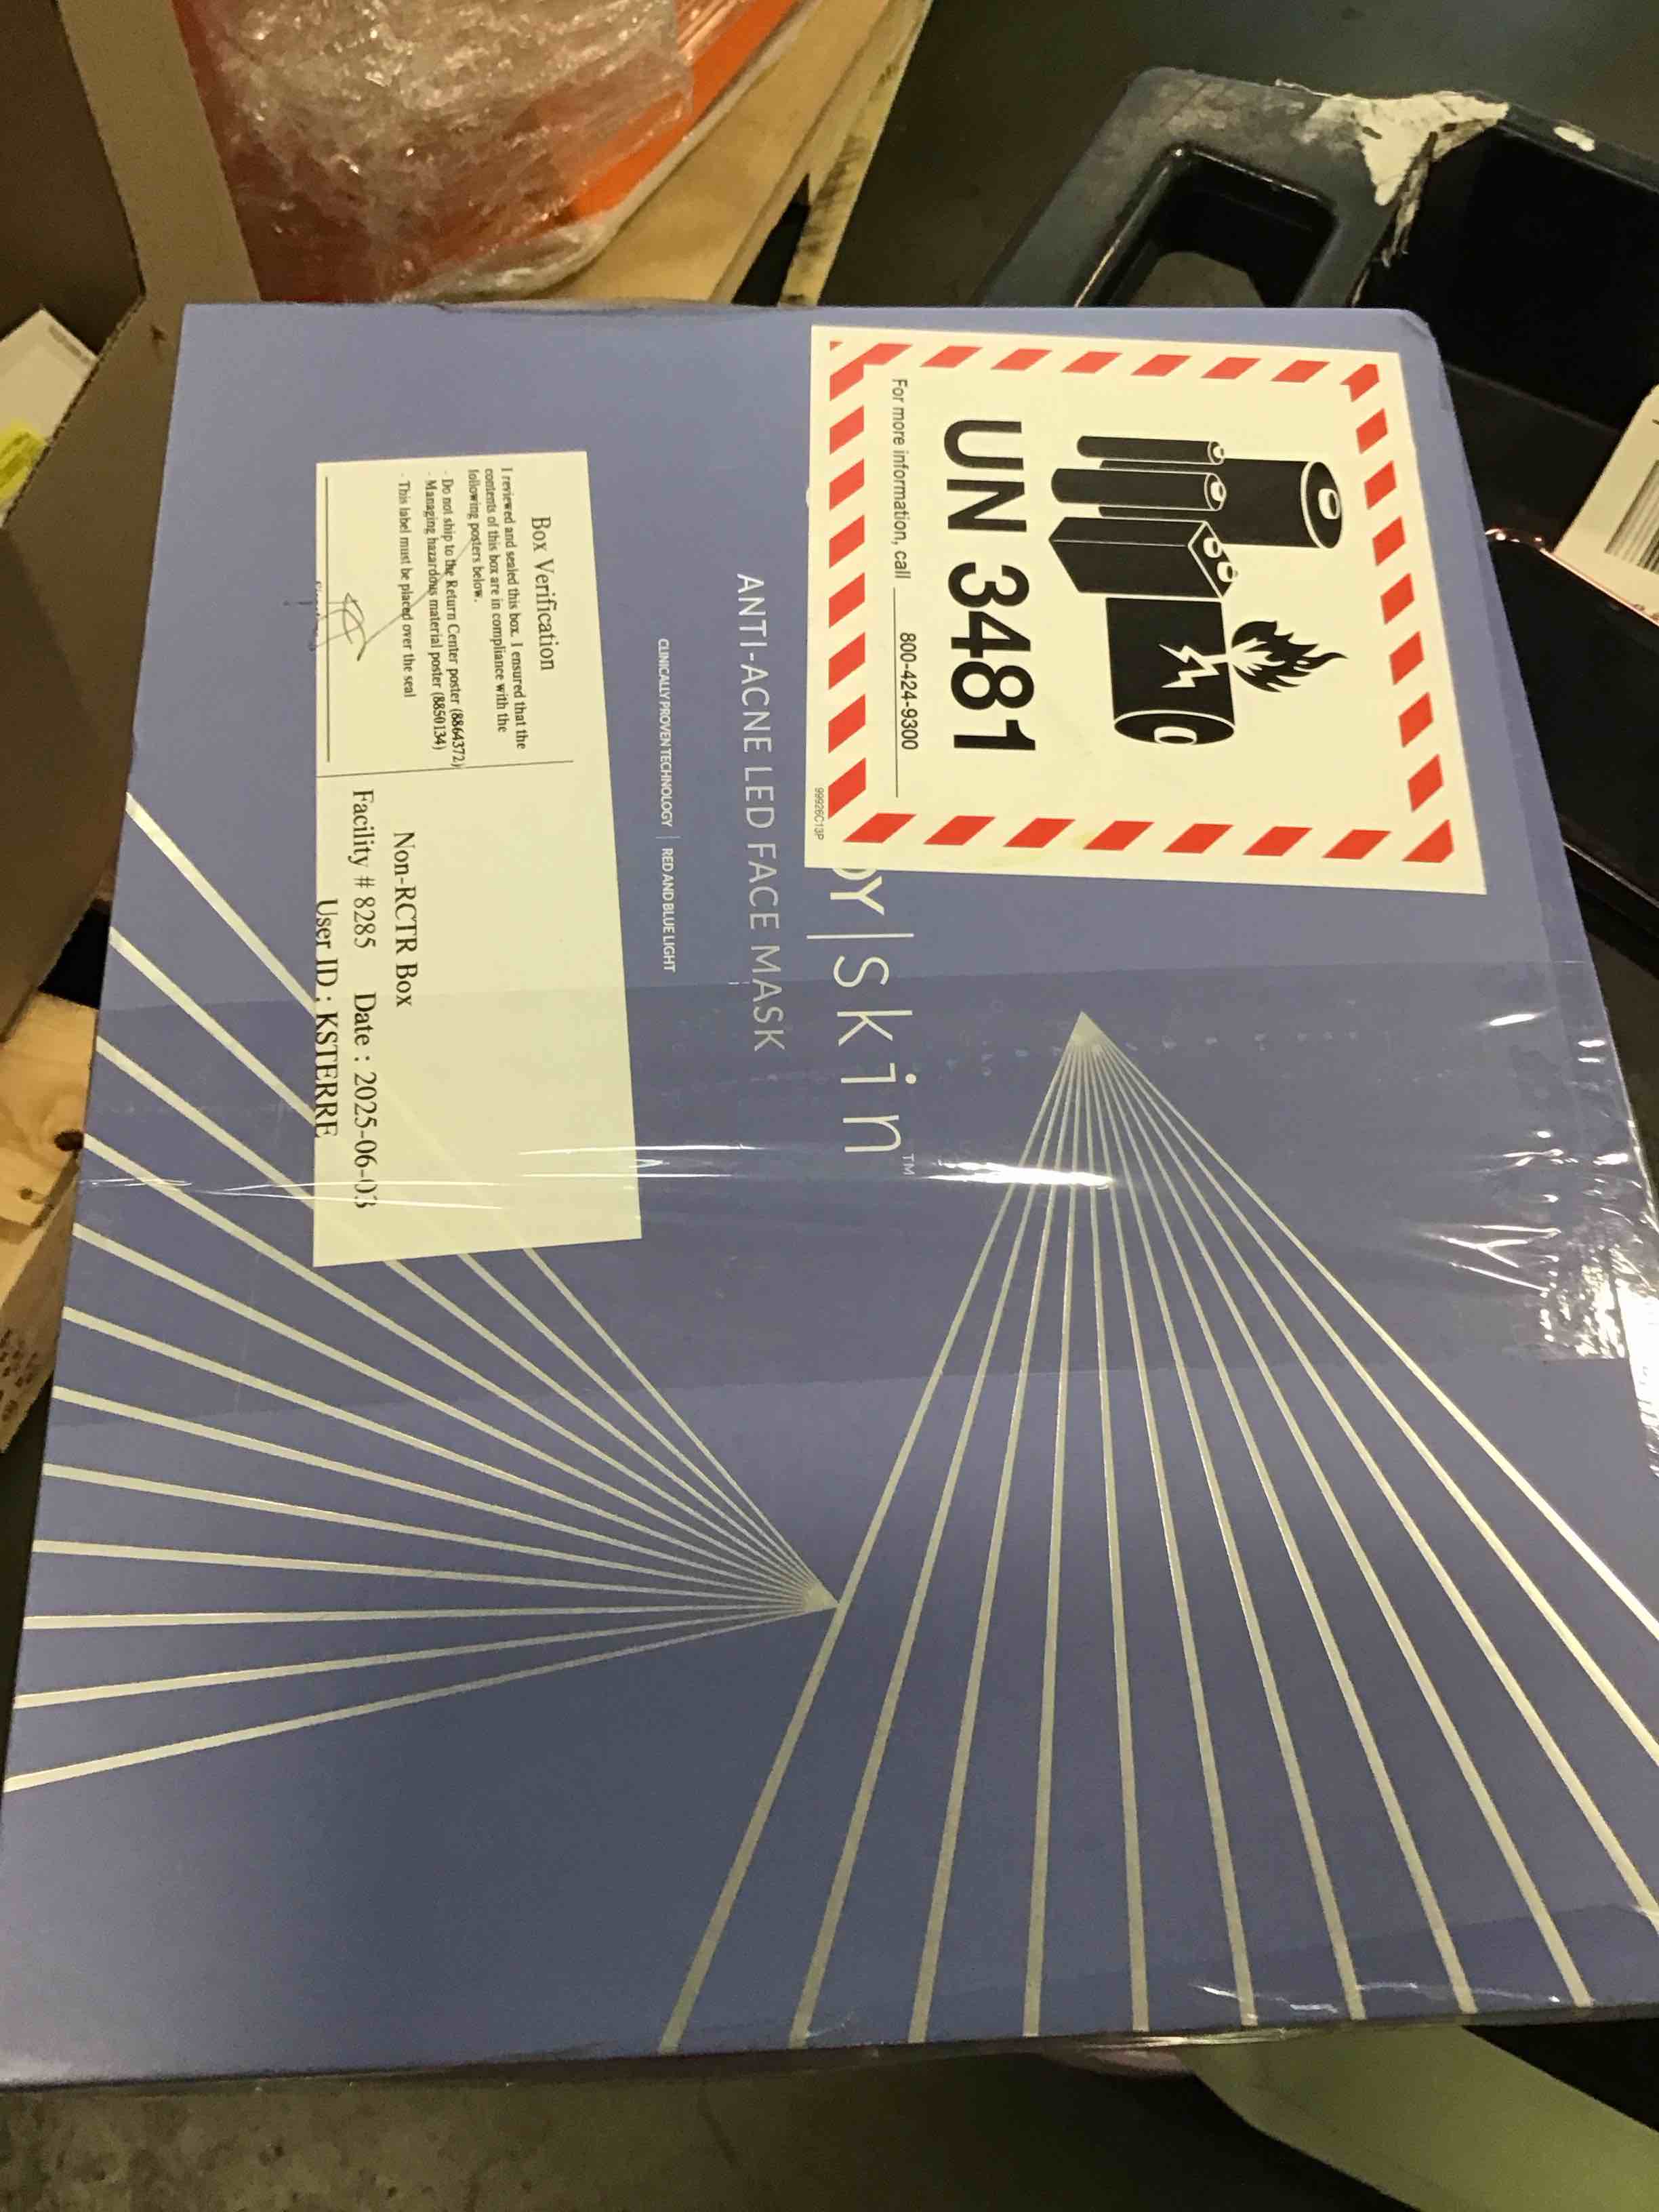 UN 3481
For more information, call 800-424-9300
99926C13P
Y|Skin™
ANTI-ACNE LED FACE MASK
CLINICALLY PROVEN TECHNOLOGY | RED AND BLUE LIGHT
Box Verification
I reviewed and sealed this box. I ensured that the
contents of this box are in compliance with the
following posters below.
- Do not ship to the Return Center poster (8864372)
- Managing hazardous material poster (8850134)
- This label must be placed over the seal
Non-RCTR Box
Facility # 8285 Date : 2025-06-03
User ID : KSTERRE